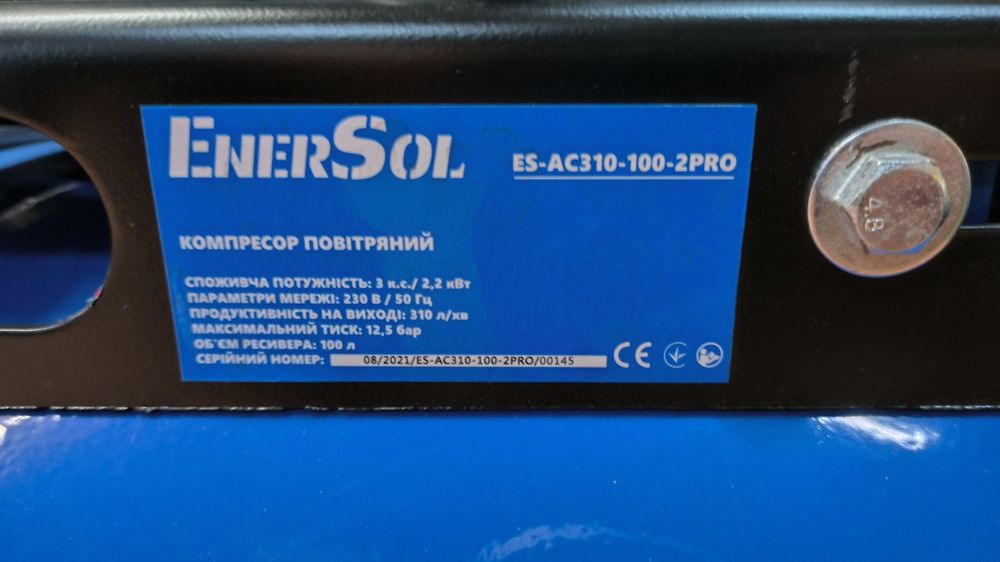 ENERSOL
ES-AC310-100-2PRO
КОМПРЕСОР ПОВІТРЯНИЙ
СПОЖИВЧА ПОТУЖНІСТЬ: 3 к.с./ 2,2 кВт
ПАРАМЕТРИ МЕРЕЖІ: 230 В / 50 Гц
ПРОДУКТИВНІСТЬ НА ВИХОДІ: 310 л/хв
МАКСИМАЛЬНИЙ ТИСК: 12,5 бар
ОБ'ЄМ РЕСИВЕРА: 100 л
СЕРІЙНИЙ НОМЕР: 08/2021/ES-AC310-100-2PRO/00145 CE
4.8